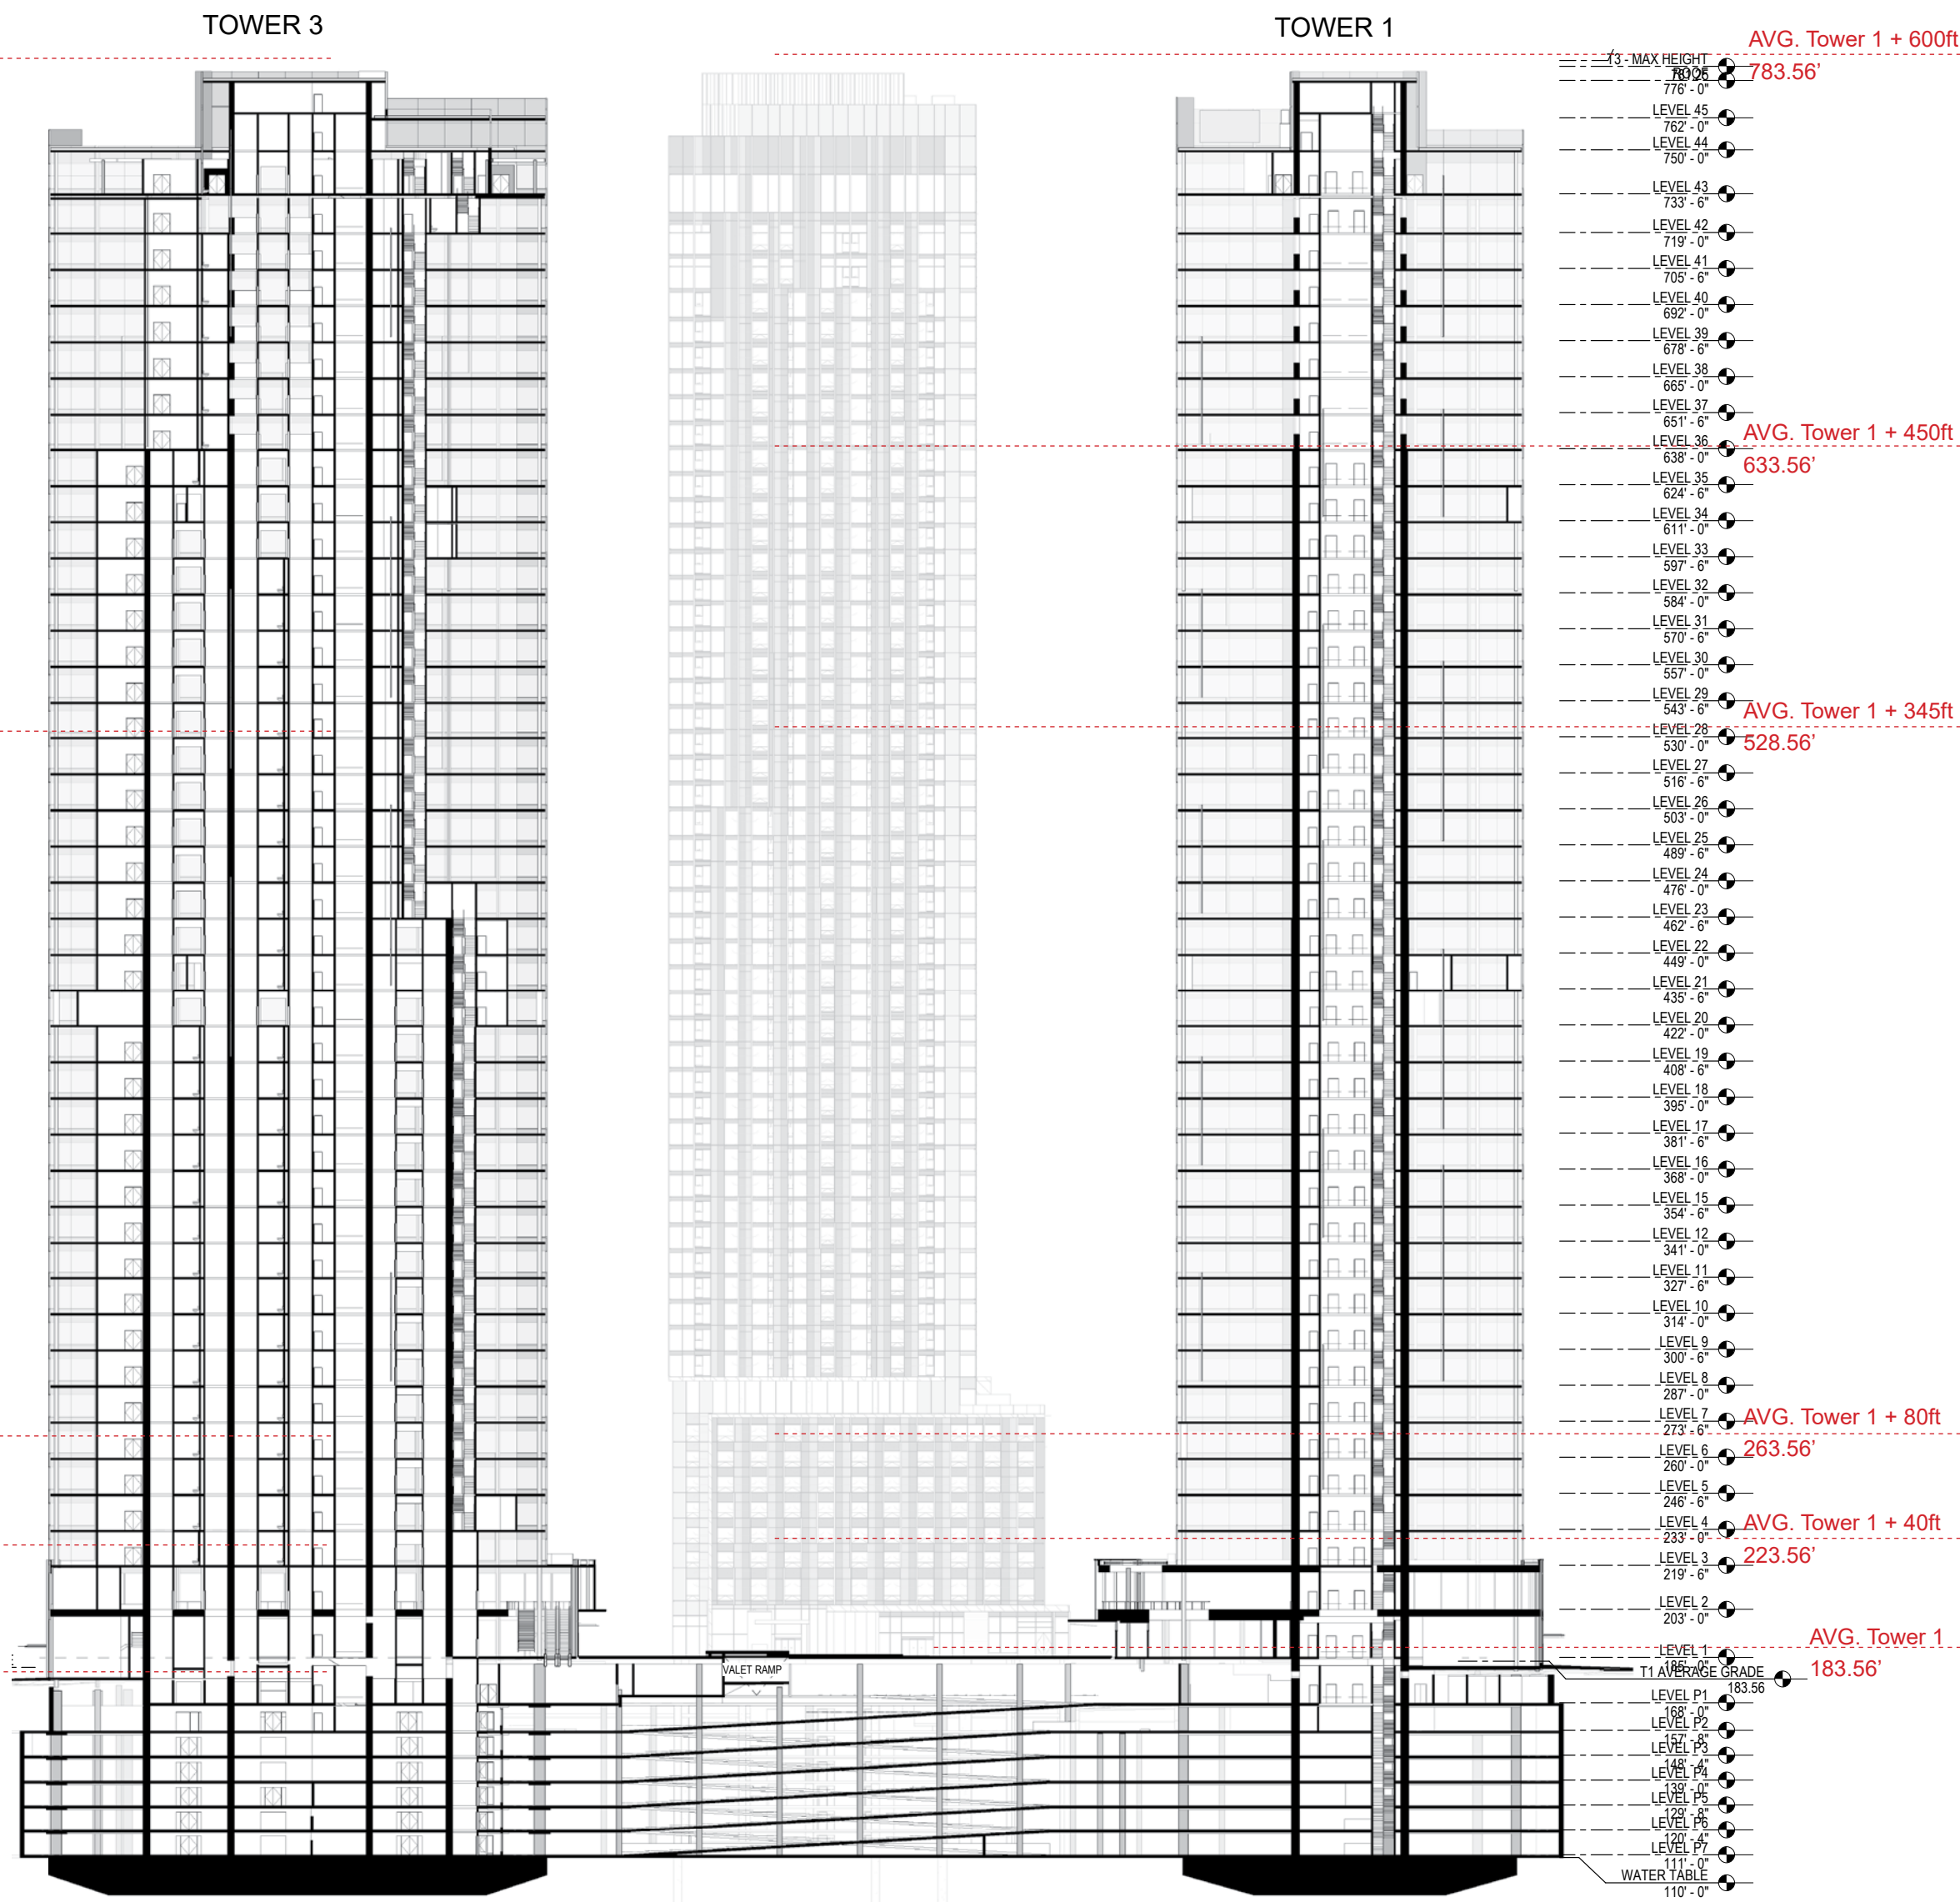 TOWER 3
TOWER 1
AVG. Tower 1 + 600ft
783.56'
T3 - MAX HEIGHT
ROOF
776' - 0"
LEVEL 45
762' - 0"
LEVEL 44
750' - 0"
LEVEL 43
733' - 6"
LEVEL 42
719' - 0"
LEVEL 41
705' - 6"
LEVEL 40
692' - 0"
LEVEL 39
678' - 6"
LEVEL 38
665' - 0"
LEVEL 37
651' - 6"
AVG. Tower 1 + 450ft
633.56'
LEVEL 36
638' - 0"
LEVEL 35
624' - 6"
LEVEL 34
611' - 0"
LEVEL 33
597' - 6"
LEVEL 32
584' - 0"
LEVEL 31
570' - 6"
LEVEL 30
557' - 0"
LEVEL 29
543' - 6"
AVG. Tower 1 + 345ft
528.56'
LEVEL 28
530' - 0"
LEVEL 27
516' - 6"
LEVEL 26
503' - 0"
LEVEL 25
489' - 6"
LEVEL 24
476' - 0"
LEVEL 23
462' - 6"
LEVEL 22
449' - 0"
LEVEL 21
435' - 6"
LEVEL 20
422' - 0"
LEVEL 19
408' - 6"
LEVEL 18
395' - 0"
LEVEL 17
381' - 6"
LEVEL 16
368' - 0"
LEVEL 15
354' - 6"
LEVEL 12
341' - 0"
LEVEL 11
327' - 6"
LEVEL 10
314' - 0"
LEVEL 9
300' - 6"
LEVEL 8
287' - 0"
LEVEL 7
273' - 6"
AVG. Tower 1 + 80ft
263.56'
LEVEL 6
260' - 0"
LEVEL 5
246' - 6"
LEVEL 4
233' - 0"
AVG. Tower 1 + 40ft
223.56'
LEVEL 3
219' - 6"
LEVEL 2
203' - 0"
LEVEL 1
185' - 0"
AVG. Tower 1
183.56'
T1 AVERAGE GRADE
183.56
VALET RAMP
LEVEL P1
168' - 0"
LEVEL P2
157' - 8"
LEVEL P3
148' - 4"
LEVEL P4
139' - 0"
LEVEL P5
129' - 8"
LEVEL P6
120' - 4"
LEVEL P7
111' - 0"
WATER TABLE
110' - 0"